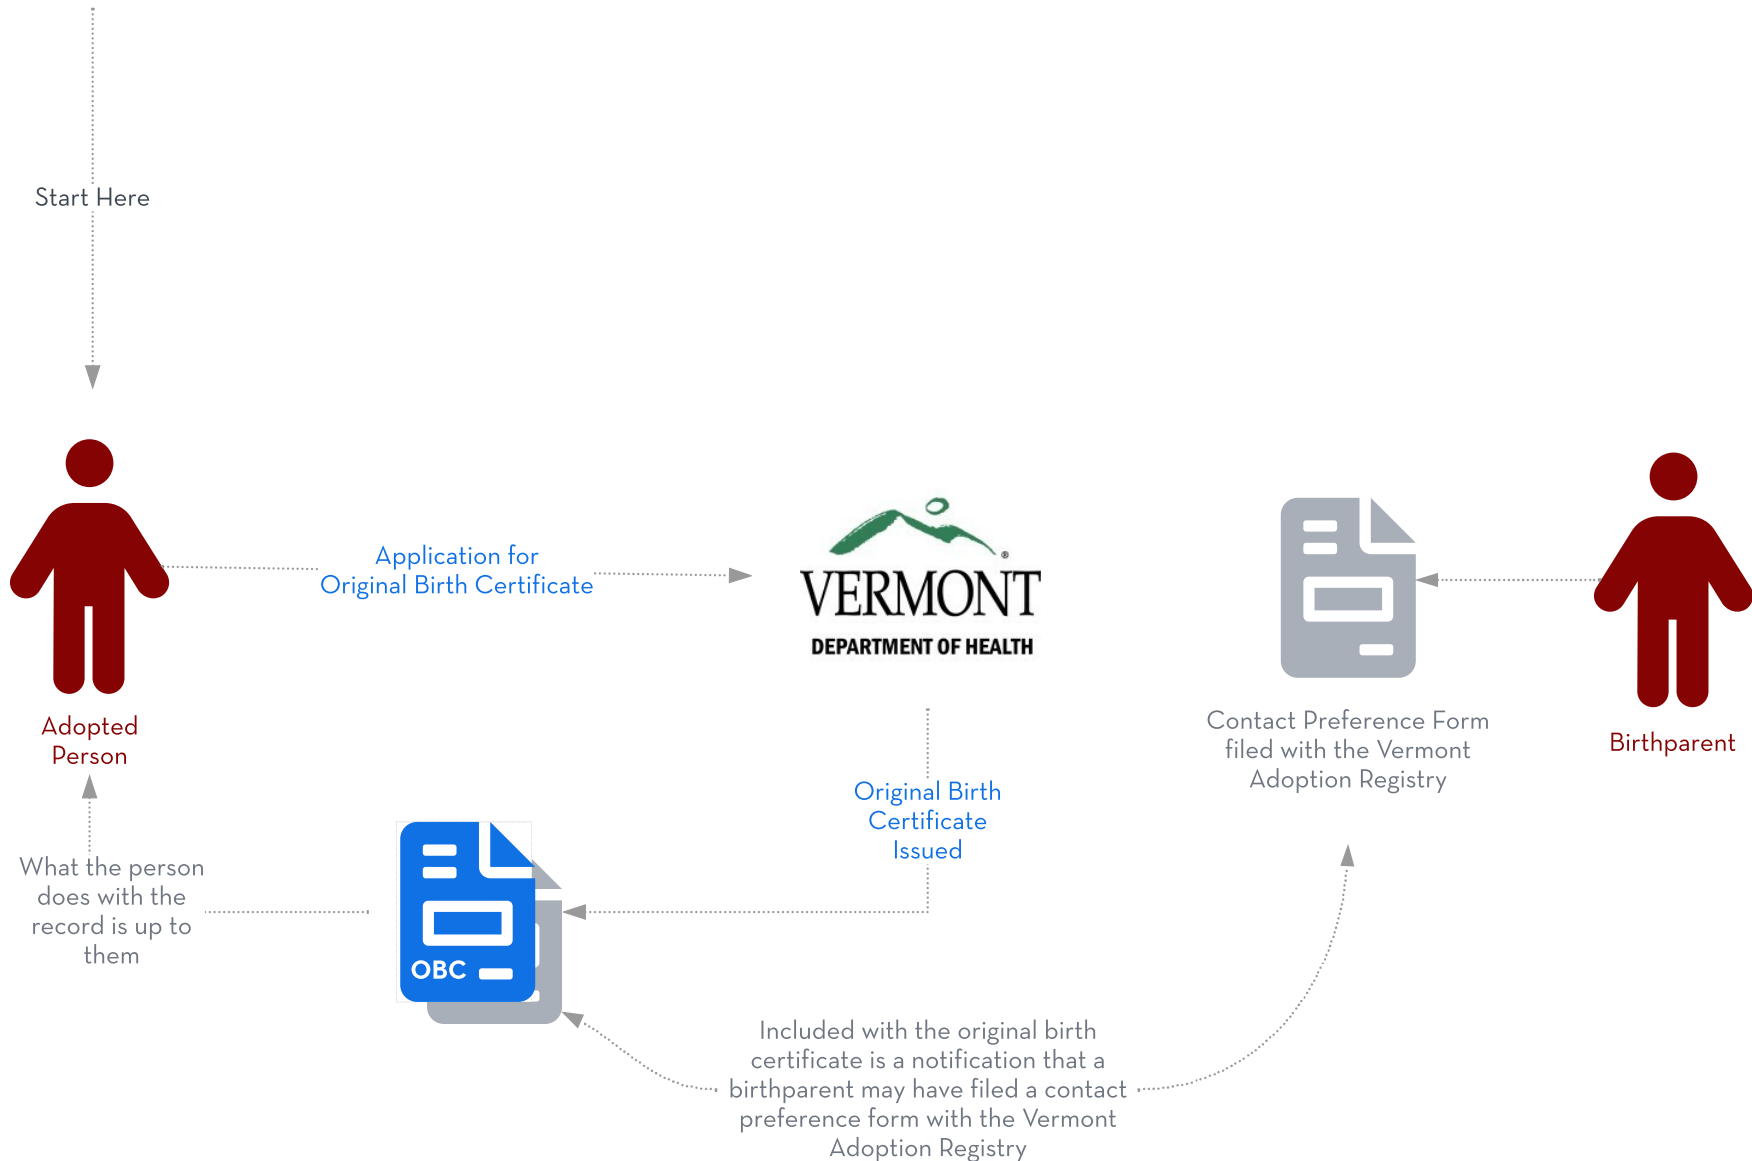 Start Here
Application for
Original Birth Certificate
VERMONT
®
DEPARTMENT OF HEALTH
Adopted
Person
Contact Preference Form
filed with the Vermont
Adoption Registry
Birthparent
Original Birth
Certificate
Issued
What the person
does with the
record is up to
them
OBC
Included with the original birth
certificate is a notification that a
birthparent may have filed a contact
preference form with the Vermont
Adoption Registry